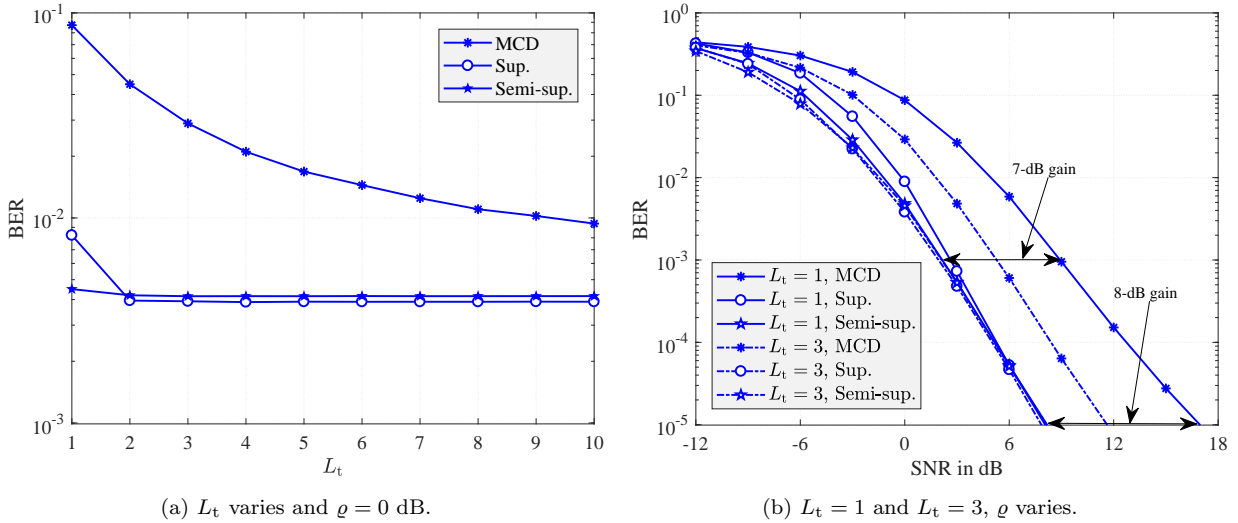 10^{-1}
10^{-2}
10^{-3}
BER
MCD
Sup.
Semi-sup.
1 2 3 4 5 6 7 8 9 10
L_t
(a) L_t varies and ϱ = 0 dB.
10^0
10^{-1}
10^{-2}
10^{-3}
10^{-4}
10^{-5}
BER
7-dB gain
8-dB gain
L_t = 1, MCD
L_t = 1, Sup.
L_t = 1, Semi-sup.
L_t = 3, MCD
L_t = 3, Sup.
L_t = 3, Semi-sup.
-12 -6 0 6 12 18
SNR in dB
(b) L_t = 1 and L_t = 3, ϱ varies.